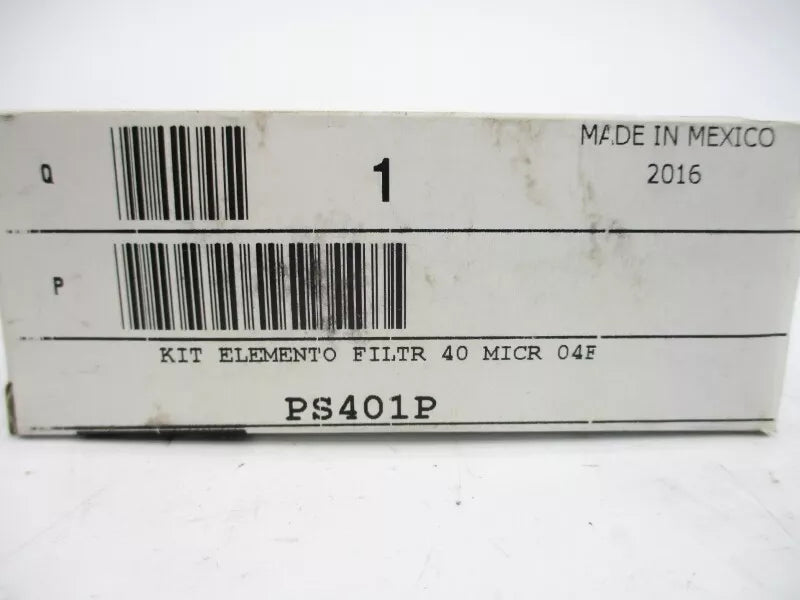 Q 1 MADE IN MEXICO
2016
P
KIT ELEMENTO FILTR 40 MICR 04F
PS401P